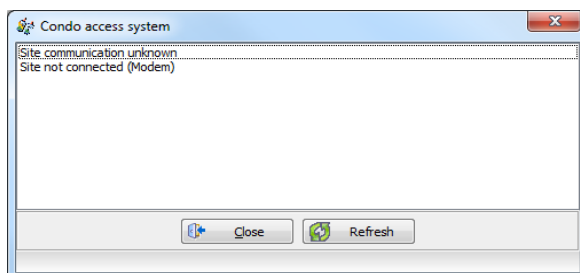 Condo access system
Site communication unknown
Site not connected (Modem)
Close
Refresh